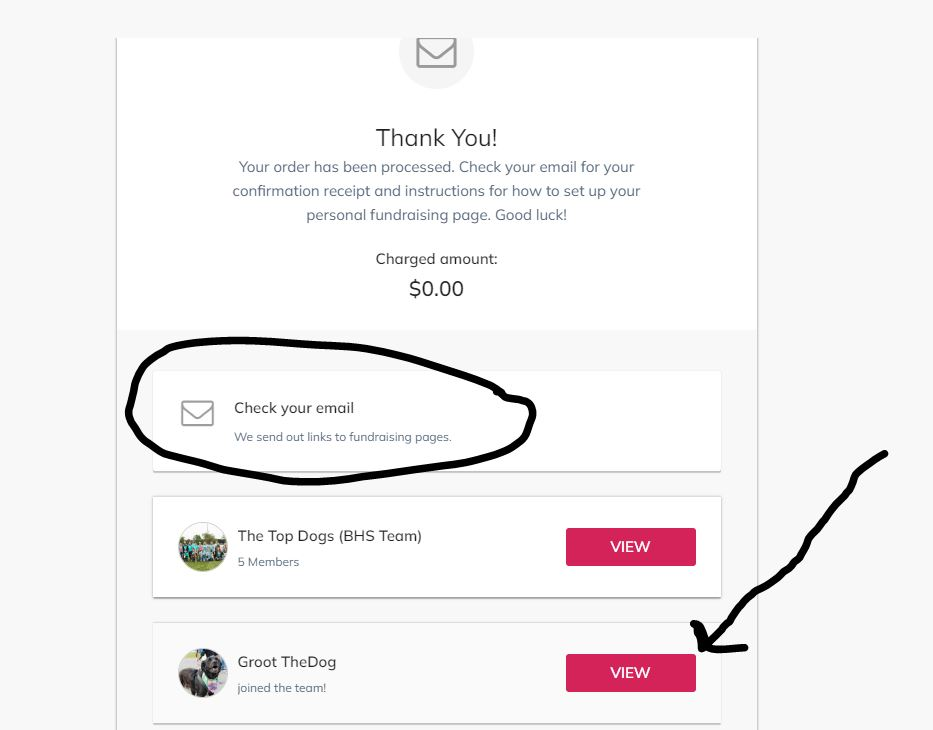 Thank You!
Your order has been processed. Check your email for your
confirmation receipt and instructions for how to set up your
personal fundraising page. Good luck!
Charged amount:
$0.00
Check your email
We send out links to fundraising pages.
The Top Dogs (BHS Team)
5 Members
VIEW
Groot TheDog
joined the team!
VIEW